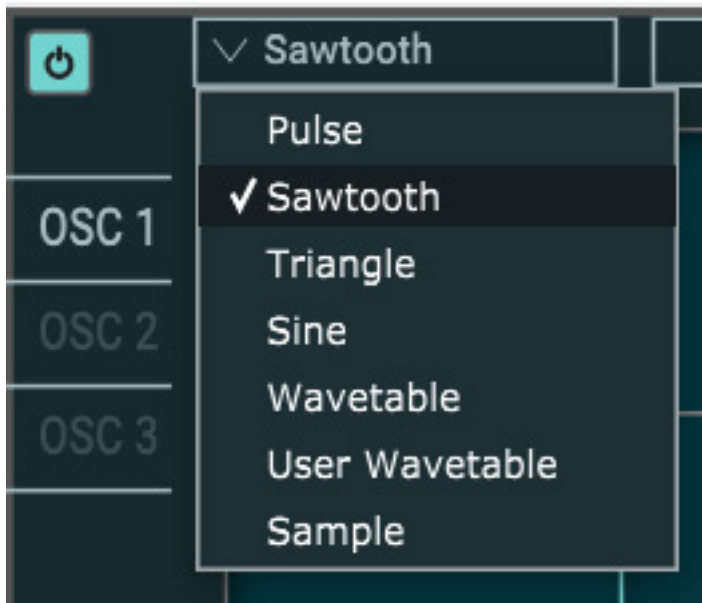 Sawtooth
Pulse
Sawtooth
Triangle
Sine
Wavetable
User Wavetable
Sample
OSC 1
OSC 2
OSC 3